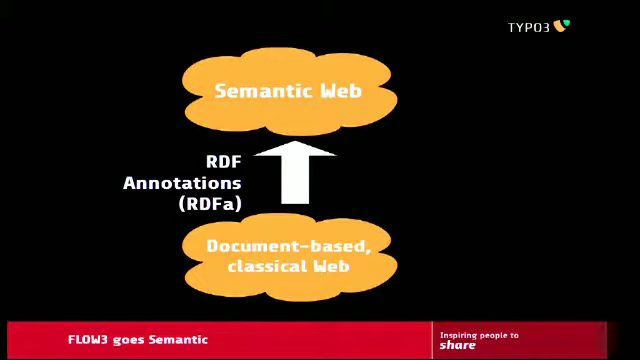 TYPO3
Semantic Web
RDF
Annotations
(RDFa)
Document-based,
classical Web
FLOW3 goes Semantic
Inspiring people to
share